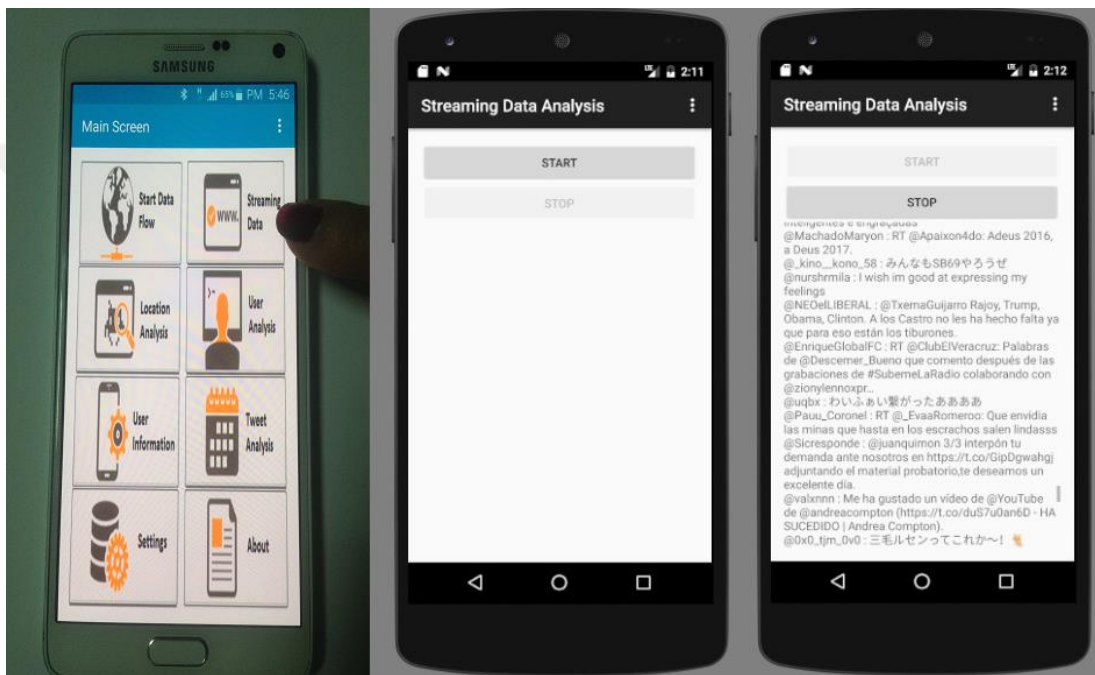 SAMSUNG
65% PM 5:46
Main Screen
Start Data
Flow
www.
Streaming
Data
Location
Analysis
User
Analysis
User
Information
Tweet
Analysis
Settings
About
LTE 2:11
Streaming Data Analysis
START
STOP
LTE 2:12
Streaming Data Analysis
START
STOP
inteligentes e engraçadas
@MachadoMaryon : RT @Apaixon4do: Adeus 2016,
a Deus 2017.
@_kino__kono_58 : みんなもSB69やろうぜ
@nurshrmila : I wish im good at expressing my
feelings
@NEOelLIBERAL : @TxemaGuijarro Rajoy, Trump,
Obama, Clinton. A los Castro no les ha hecho falta ya
que para eso están los tiburones.
@EnriqueGlobalFC : RT @ClubElVeracruz: Palabras
de @Descemer_Bueno que comento después de las
grabaciones de #SubemeLaRadio colaborando con
@zionylennoxpr...
@uqbx : わいふぁい繋がったああああ
@Pauu_Coronel : RT @_EvaaRomeroo: Que envidia
las minas que hasta en los escrachos salen lindasss
@Sicresponde : @juanquimon 3/3 interpón tu
demanda ante nosotros en https://t.co/GipDgwahgj
adjuntando el material probatorio,te deseamos un
excelente día.
@valxnnn : Me ha gustado un vídeo de @YouTube
de @andreacompton (https://t.co/duS7u0an6D - HA
SUCEDIDO | Andrea Compton).
@0x0_tjm_0v0 : 三毛ルセンってこれか～!